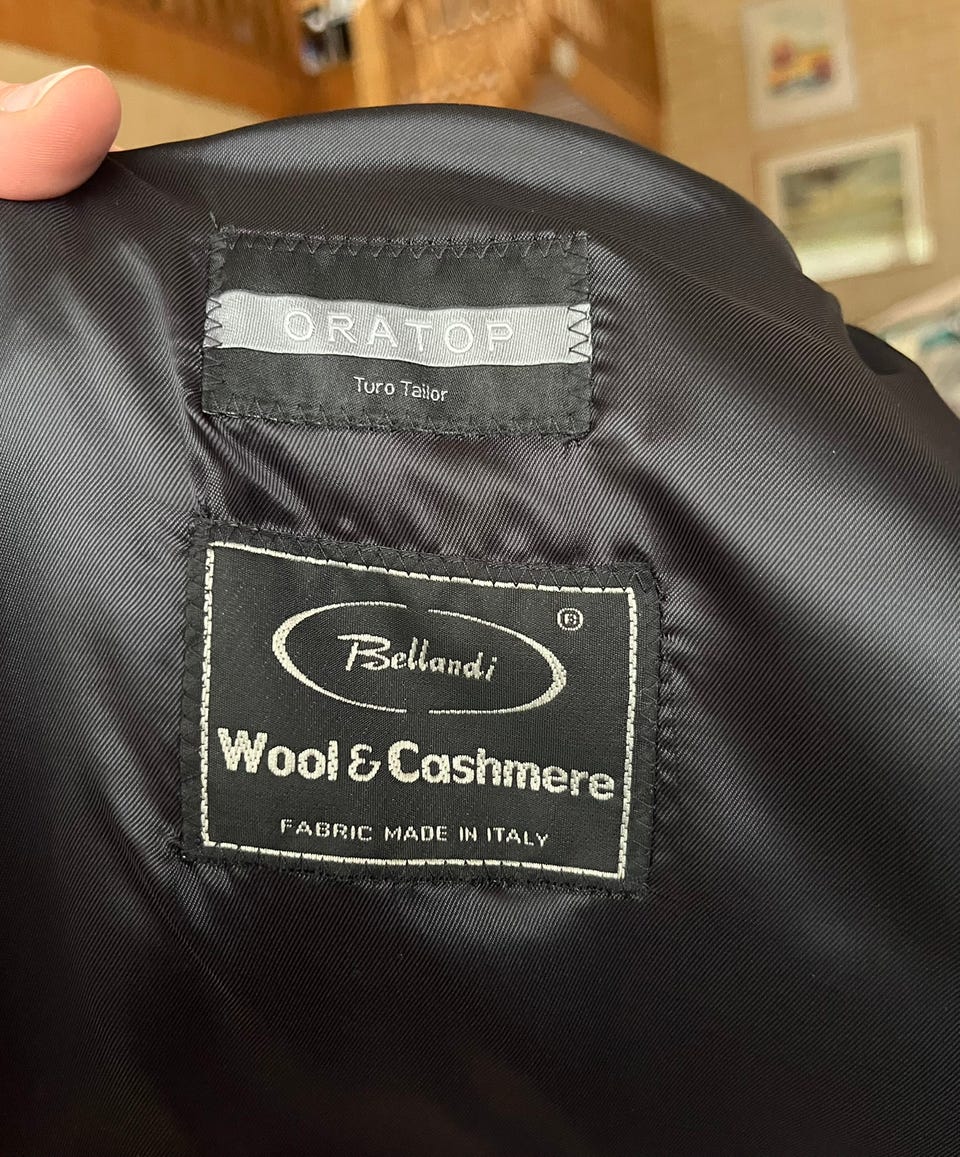 ORATOP
Turo Tailor
®
Bellandi
Wool & Cashmere
FABRIC MADE IN ITALY